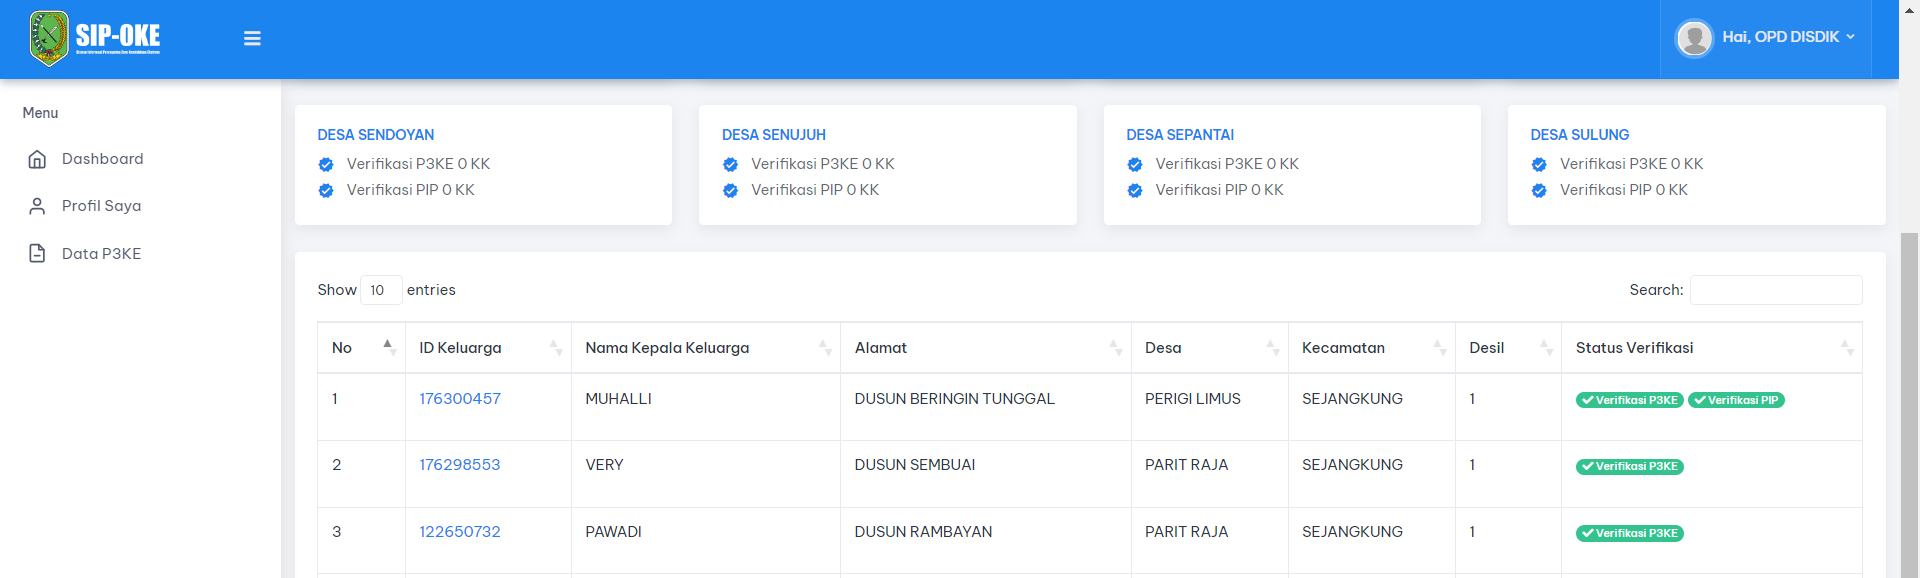 SIP-OKE
Hai, OPD DISDIK
Menu
Dashboard
Profil Saya
Data P3KE
DESA SENDOYAN
Verifikasi P3KE 0 KK
Verifikasi PIP 0 KK
DESA SENUJUH
Verifikasi P3KE 0 KK
Verifikasi PIP 0 KK
DESA SEPANTAI
Verifikasi P3KE 0 KK
Verifikasi PIP 0 KK
DESA SULUNG
Verifikasi P3KE 0 KK
Verifikasi PIP 0 KK
Show 10 entries
Search:
No ID Keluarga Nama Kepala Keluarga Alamat Desa Kecamatan Desil Status Verifikasi
1 176300457 MUHALLI DUSUN BERINGIN TUNGGAL PERIGI LIMUS SEJANGKUNG 1 Verifikasi P3KE Verifikasi PIP
2 176298553 VERY DUSUN SEMBUAI PARIT RAJA SEJANGKUNG 1 Verifikasi P3KE
3 122650732 PAWADI DUSUN RAMBAYAN PARIT RAJA SEJANGKUNG 1 Verifikasi P3KE